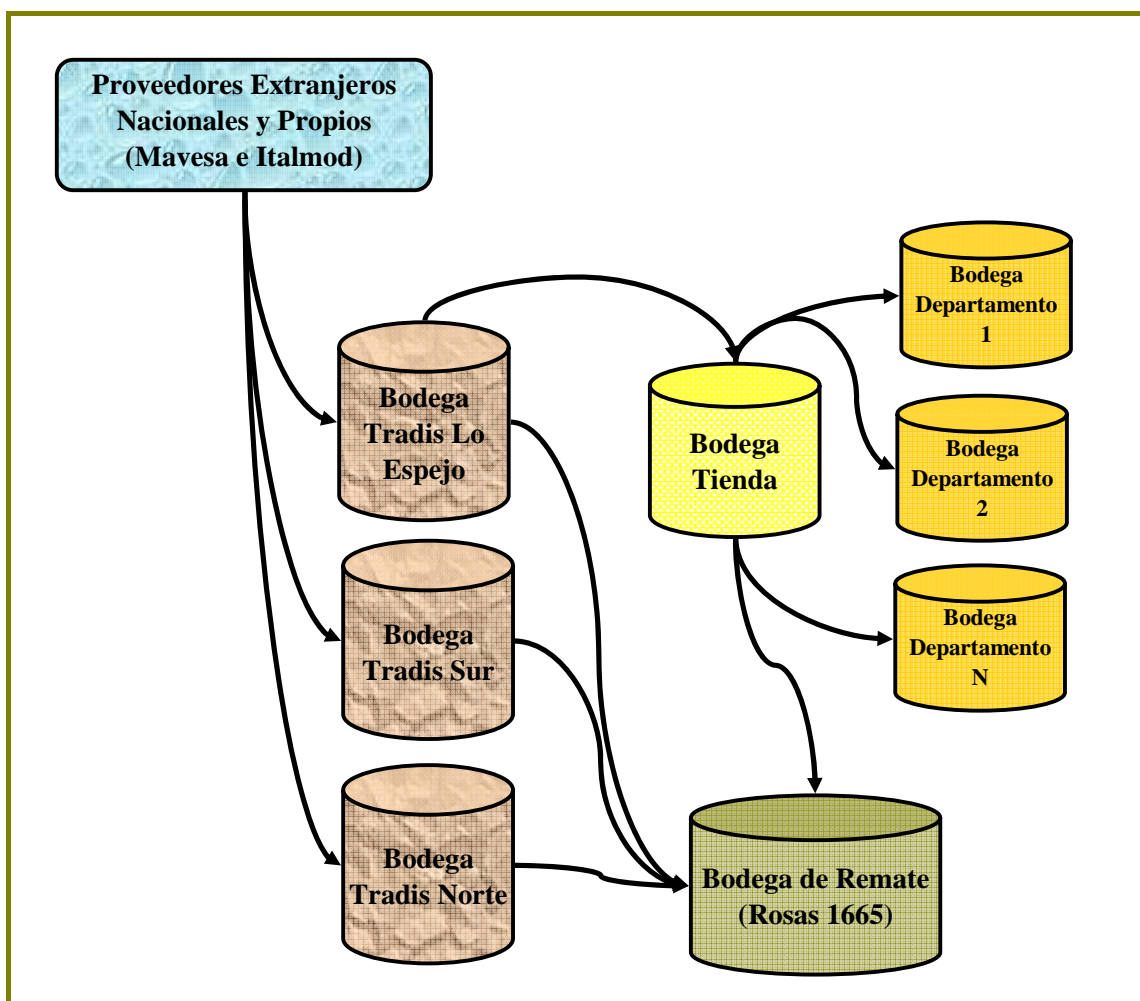 Proveedores Extranjeros
Nacionales y Propios
(Mavesa e Italmod)
Bodega
Tradis Lo
Espejo
Bodega
Tradis Sur
Bodega
Tradis Norte
Bodega
Tienda
Bodega
Departamento
1
Bodega
Departamento
2
Bodega
Departamento
N
Bodega de Remate
(Rosas 1665)